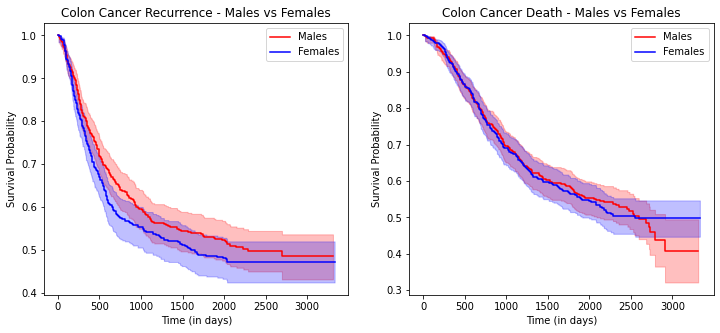 Colon Cancer Recurrence - Males vs Females
Survival Probability
1.0
0.9
0.8
0.7
0.6
0.5
0.4
Males
Females
0 500 1000 1500 2000 2500 3000
Time (in days)
Colon Cancer Death - Males vs Females
Survival Probability
1.0
0.9
0.8
0.7
0.6
0.5
0.4
0.3
Males
Females
0 500 1000 1500 2000 2500 3000
Time (in days)